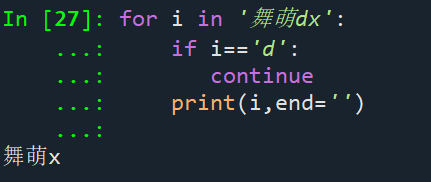 In [27]: for i in '舞萌dx':
    ...:     if i=='d':
    ...:        continue
    ...:     print(i,end='')
    ...:
舞萌x